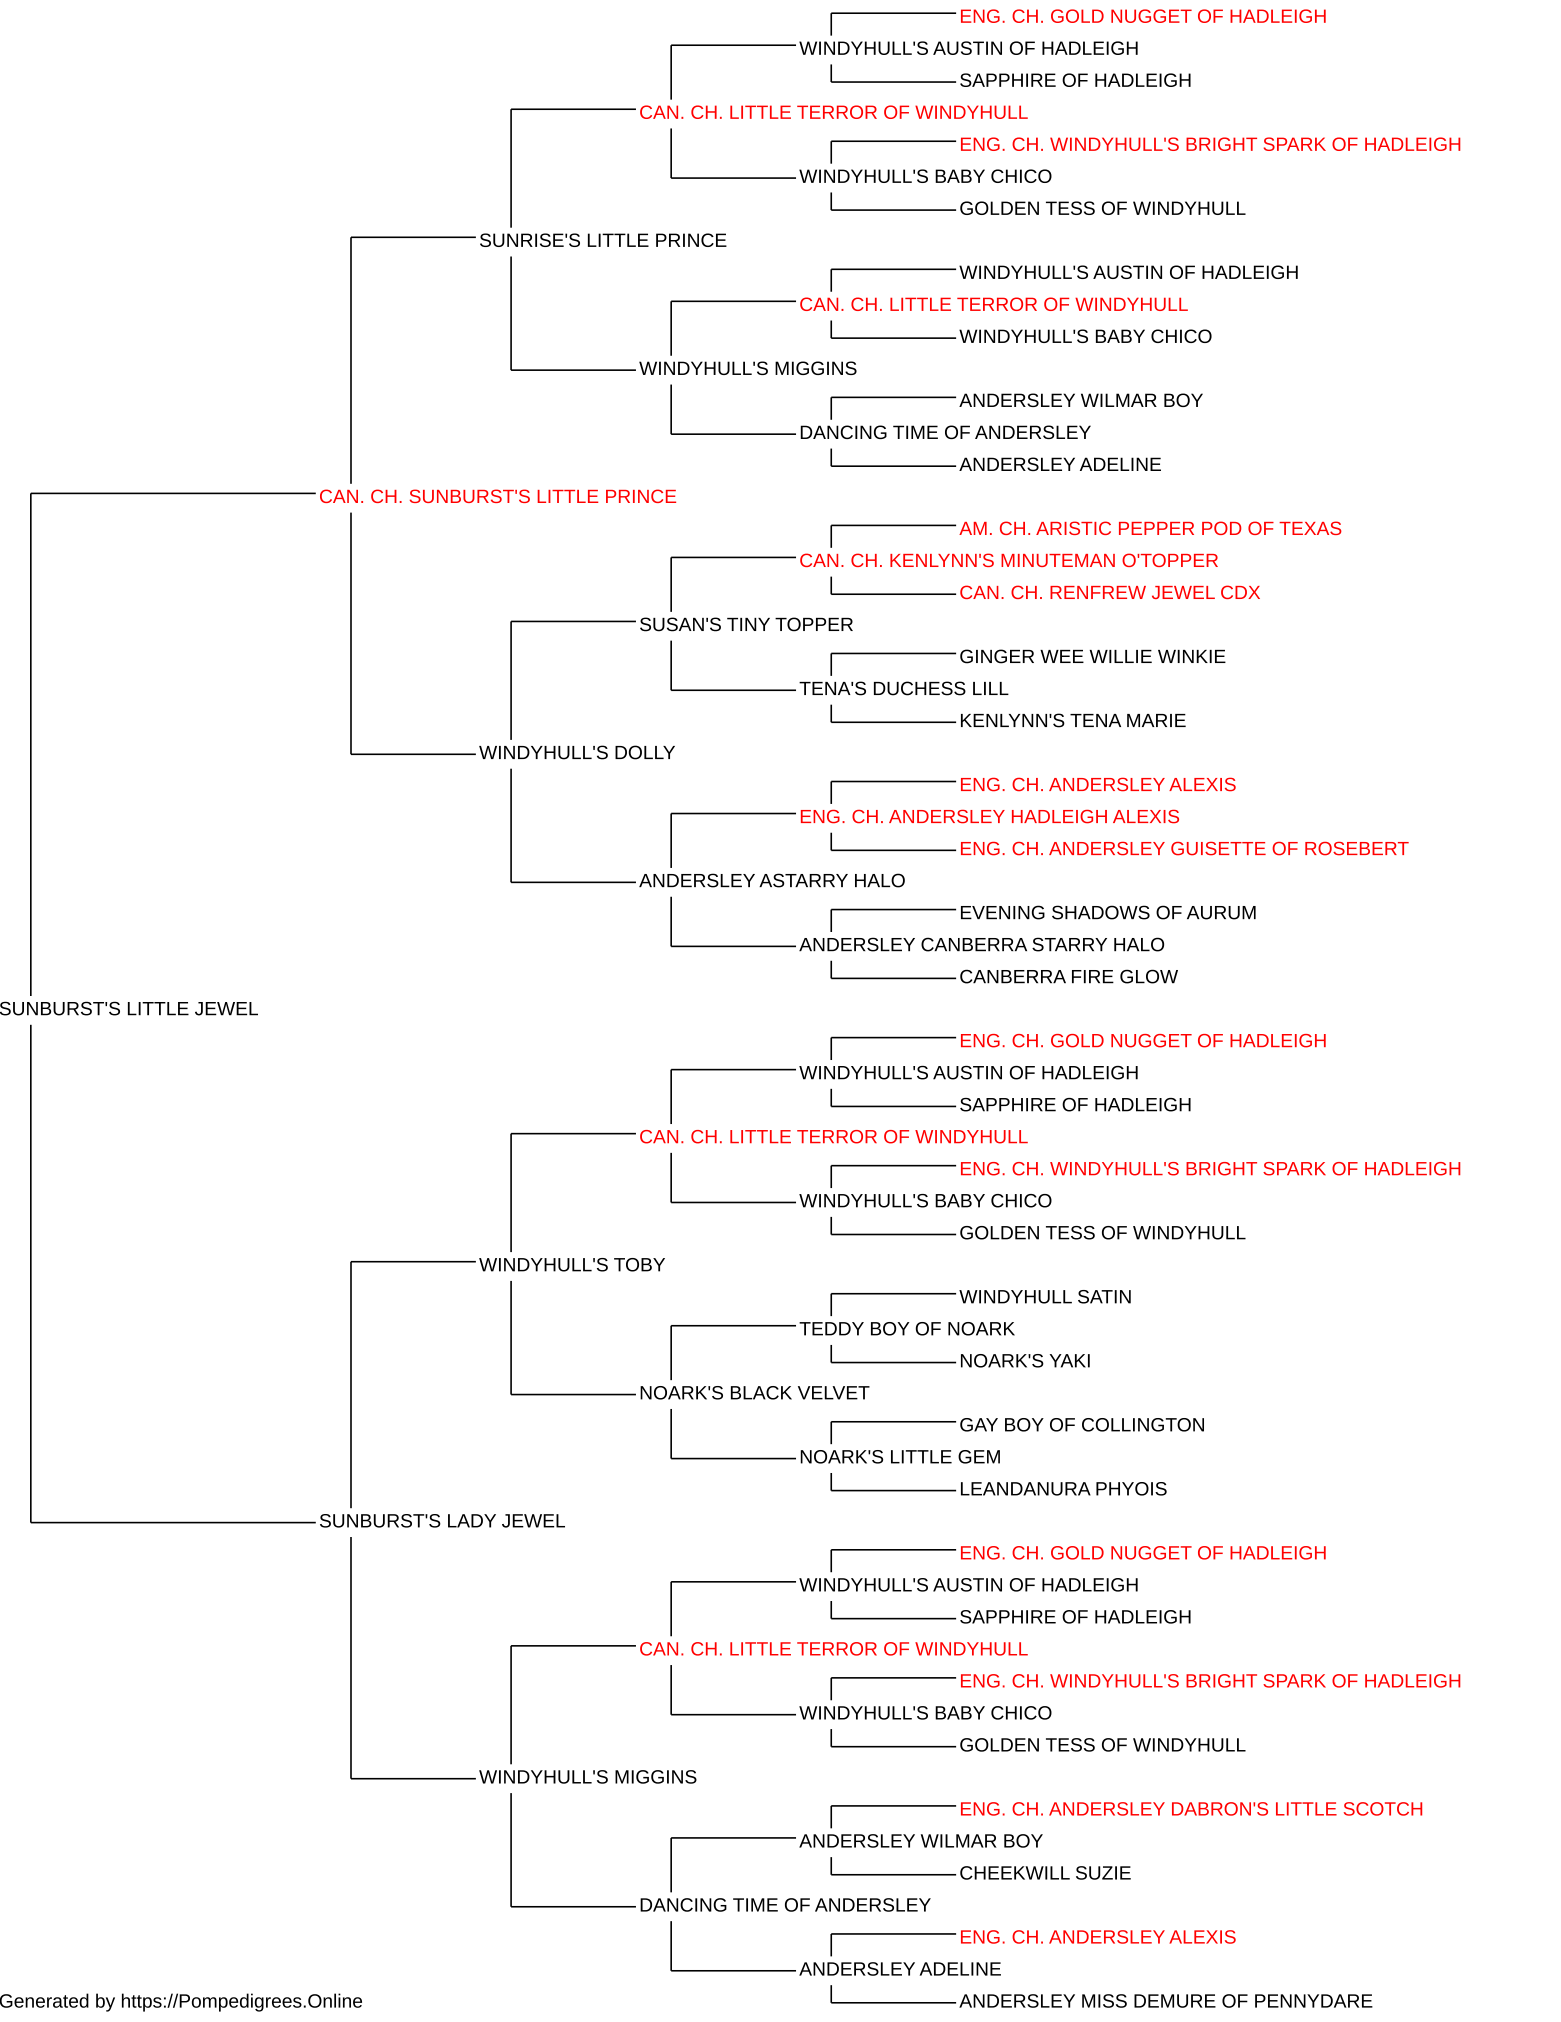 ENG. CH. GOLD NUGGET OF HADLEIGH
WINDYHULL'S AUSTIN OF HADLEIGH
SAPPHIRE OF HADLEIGH
CAN. CH. LITTLE TERROR OF WINDYHULL
ENG. CH. WINDYHULL'S BRIGHT SPARK OF HADLEIGH
WINDYHULL'S BABY CHICO
GOLDEN TESS OF WINDYHULL
SUNRISE'S LITTLE PRINCE
WINDYHULL'S AUSTIN OF HADLEIGH
CAN. CH. LITTLE TERROR OF WINDYHULL
WINDYHULL'S BABY CHICO
WINDYHULL'S MIGGINS
ANDERSLEY WILMAR BOY
DANCING TIME OF ANDERSLEY
ANDERSLEY ADELINE
CAN. CH. SUNBURST'S LITTLE PRINCE
AM. CH. ARISTIC PEPPER POD OF TEXAS
CAN. CH. KENLYNN'S MINUTEMAN O'TOPPER
CAN. CH. RENFREW JEWEL CDX
SUSAN'S TINY TOPPER
GINGER WEE WILLIE WINKIE
TENA'S DUCHESS LILL
KENLYNN'S TENA MARIE
WINDYHULL'S DOLLY
ENG. CH. ANDERSLEY ALEXIS
ENG. CH. ANDERSLEY HADLEIGH ALEXIS
ENG. CH. ANDERSLEY GUISETTE OF ROSEBERT
ANDERSLEY ASTARRY HALO
EVENING SHADOWS OF AURUM
ANDERSLEY CANBERRA STARRY HALO
CANBERRA FIRE GLOW
SUNBURST'S LITTLE JEWEL
ENG. CH. GOLD NUGGET OF HADLEIGH
WINDYHULL'S AUSTIN OF HADLEIGH
SAPPHIRE OF HADLEIGH
CAN. CH. LITTLE TERROR OF WINDYHULL
ENG. CH. WINDYHULL'S BRIGHT SPARK OF HADLEIGH
WINDYHULL'S BABY CHICO
GOLDEN TESS OF WINDYHULL
WINDYHULL'S TOBY
WINDYHULL SATIN
TEDDY BOY OF NOARK
NOARK'S YAKI
NOARK'S BLACK VELVET
GAY BOY OF COLLINGTON
NOARK'S LITTLE GEM
LEANDANURA PHYOIS
SUNBURST'S LADY JEWEL
ENG. CH. GOLD NUGGET OF HADLEIGH
WINDYHULL'S AUSTIN OF HADLEIGH
SAPPHIRE OF HADLEIGH
CAN. CH. LITTLE TERROR OF WINDYHULL
ENG. CH. WINDYHULL'S BRIGHT SPARK OF HADLEIGH
WINDYHULL'S BABY CHICO
GOLDEN TESS OF WINDYHULL
WINDYHULL'S MIGGINS
ENG. CH. ANDERSLEY DABRON'S LITTLE SCOTCH
ANDERSLEY WILMAR BOY
CHEEKWILL SUZIE
DANCING TIME OF ANDERSLEY
ENG. CH. ANDERSLEY ALEXIS
ANDERSLEY ADELINE
ANDERSLEY MISS DEMURE OF PENNYDARE
Generated by https://Pompedigrees.Online